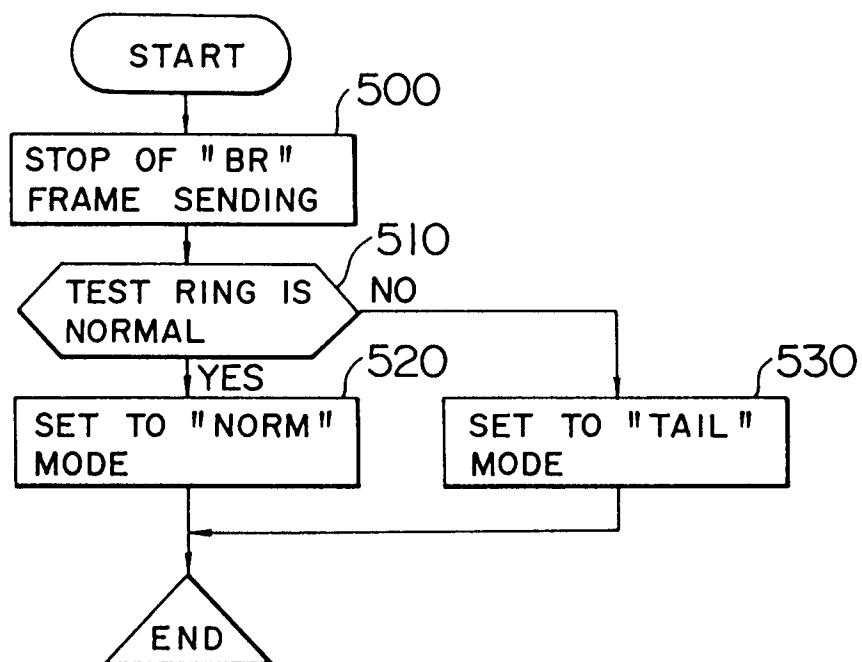 START
500
STOP OF "BR"
FRAME SENDING
510
TEST RING IS
NORMAL
NO
YES
520
SET TO "NORM"
MODE
530
SET TO "TAIL"
MODE
END